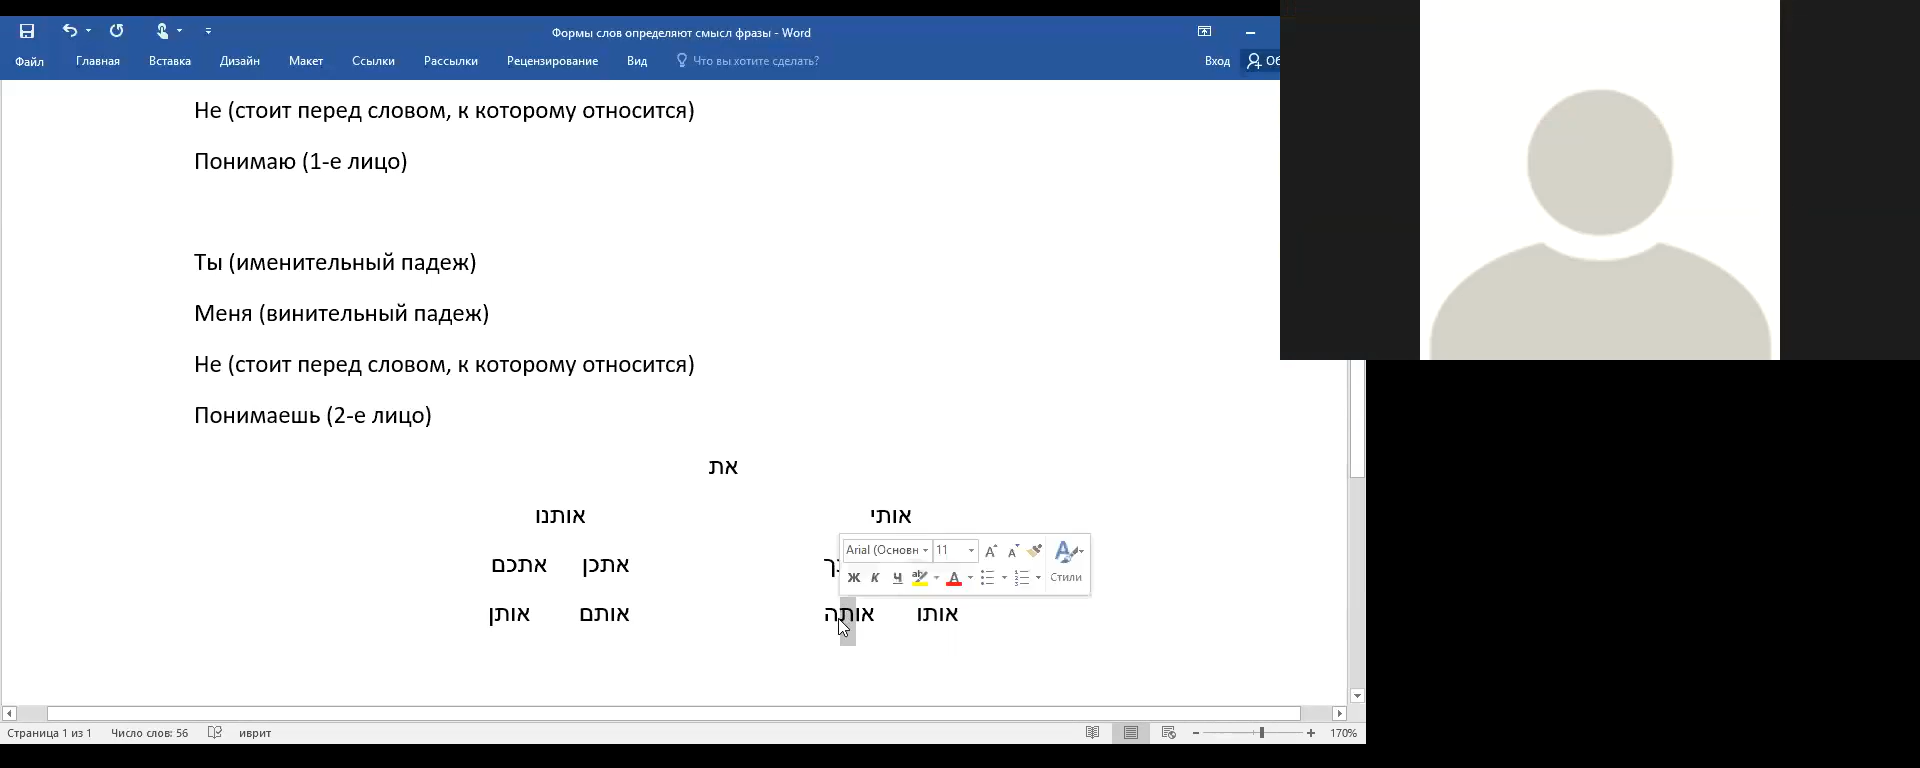 Формы слов определяют смысл фразы - Word
Файл Главная Вставка Дизайн Макет Ссылки Рассылки Рецензирование Вид Что вы хотите сделать? Вход
Не (стоит перед словом, к которому относится)
Понимаю (1-е лицо)
Ты (именительный падеж)
Меня (винительный падеж)
Не (стоит перед словом, к которому относится)
Понимаешь (2-е лицо)
את
אותי אותנו
Arial (Основн 11
אתכן אתכם
Ж К Ч ab A Стили
אותו אותה אותם אותן
Страница 1 из 1 Число слов: 56 иврит 170%